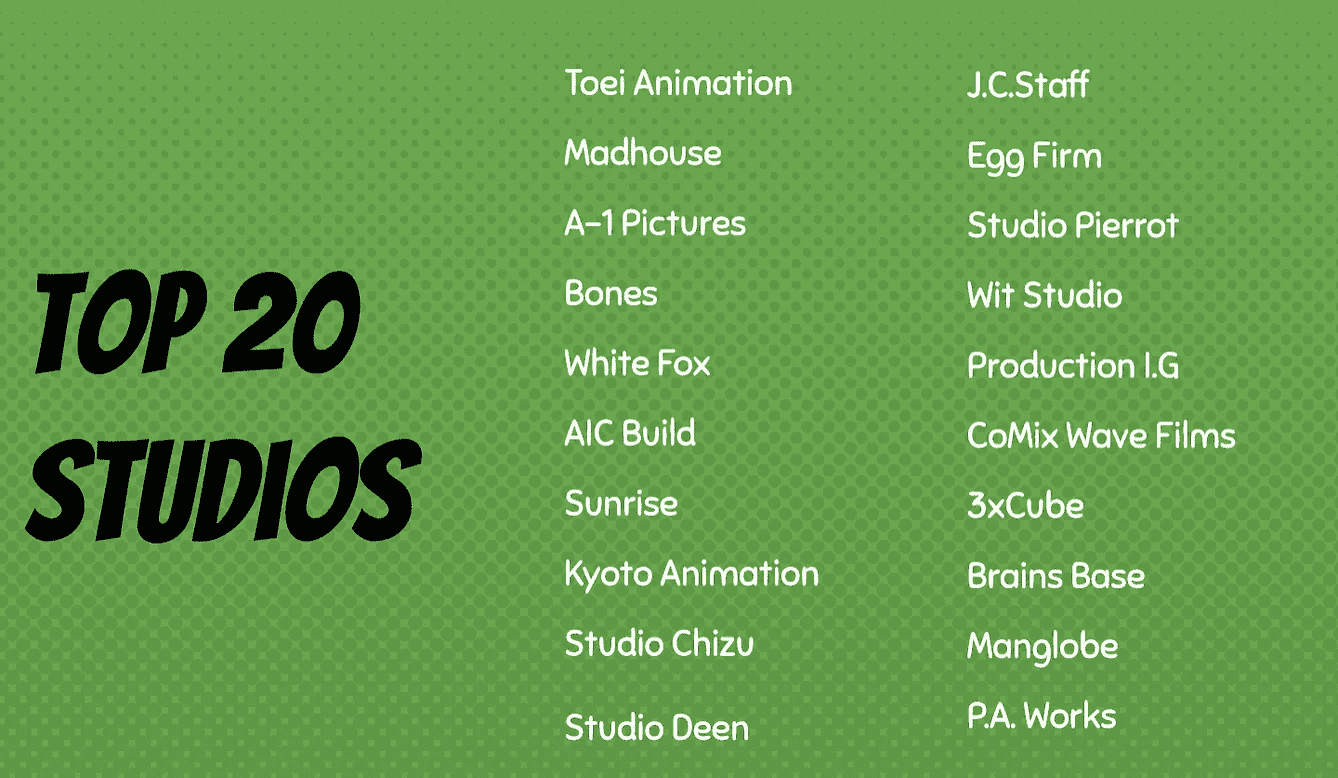 TOP 20
STUDIOS
Toei Animation
Madhouse
A-1 Pictures
Bones
White Fox
AIC Build
Sunrise
Kyoto Animation
Studio Chizu
Studio Deen
J.C.Staff
Egg Firm
Studio Pierrot
Wit Studio
Production I.G
CoMix Wave Films
3xCube
Brains Base
Manglobe
P.A. Works